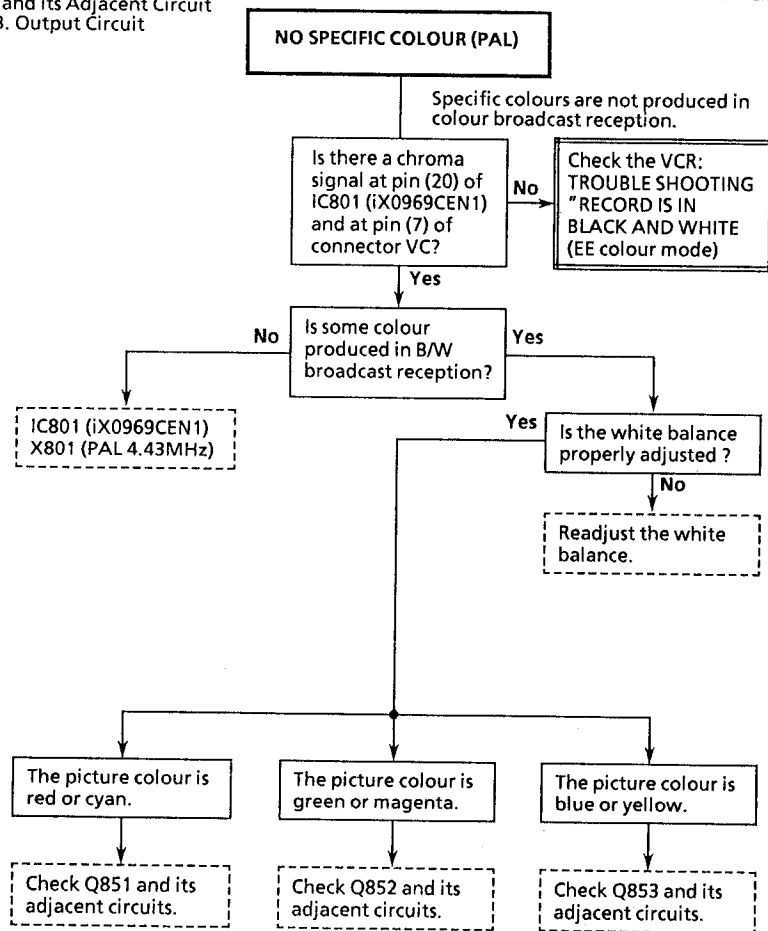 and its Adjacent Circuit
3. Output Circuit
NO SPECIFIC COLOUR (PAL)
Specific colours are not produced in
colour broadcast reception.
Is there a chroma
signal at pin (20) of
IC801 (iX0969CEN1)
and at pin (7) of
connector VC?
No
Check the VCR:
TROUBLE SHOOTING
"RECORD IS IN
BLACK AND WHITE
(EE colour mode)
Yes
No
Is some colour
produced in B/W
broadcast reception?
Yes
IC801 (iX0969CEN1)
X801 (PAL 4.43MHz)
Yes
Is the white balance
properly adjusted ?
No
Readjust the white
balance.
The picture colour is
red or cyan.
The picture colour is
green or magenta.
The picture colour is
blue or yellow.
Check Q851 and its
adjacent circuits.
Check Q852 and its
adjacent circuits.
Check Q853 and its
adjacent circuits.